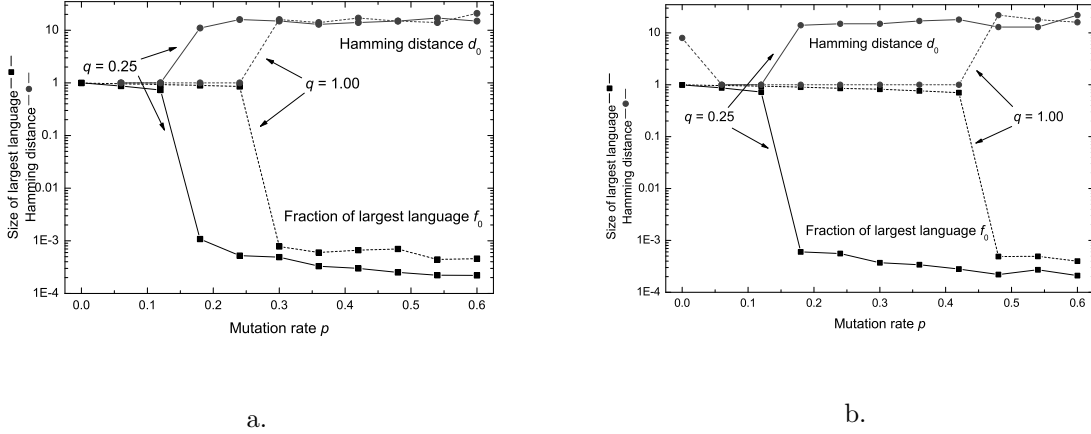 Size of largest language
Hamming distance
10
1
0.1
0.01
1E-3
1E-4
0.0
0.1
0.2
0.3
0.4
0.5
0.6
Mutation rate p
Hamming distance d0
q = 0.25
q = 1.00
Fraction of largest language f0
a.
Size of largest language
Hamming distance
10
1
0.1
0.01
1E-3
1E-4
0.0
0.1
0.2
0.3
0.4
0.5
0.6
Mutation rate p
Hamming distance d0
q = 0.25
q = 1.00
Fraction of largest language f0
b.